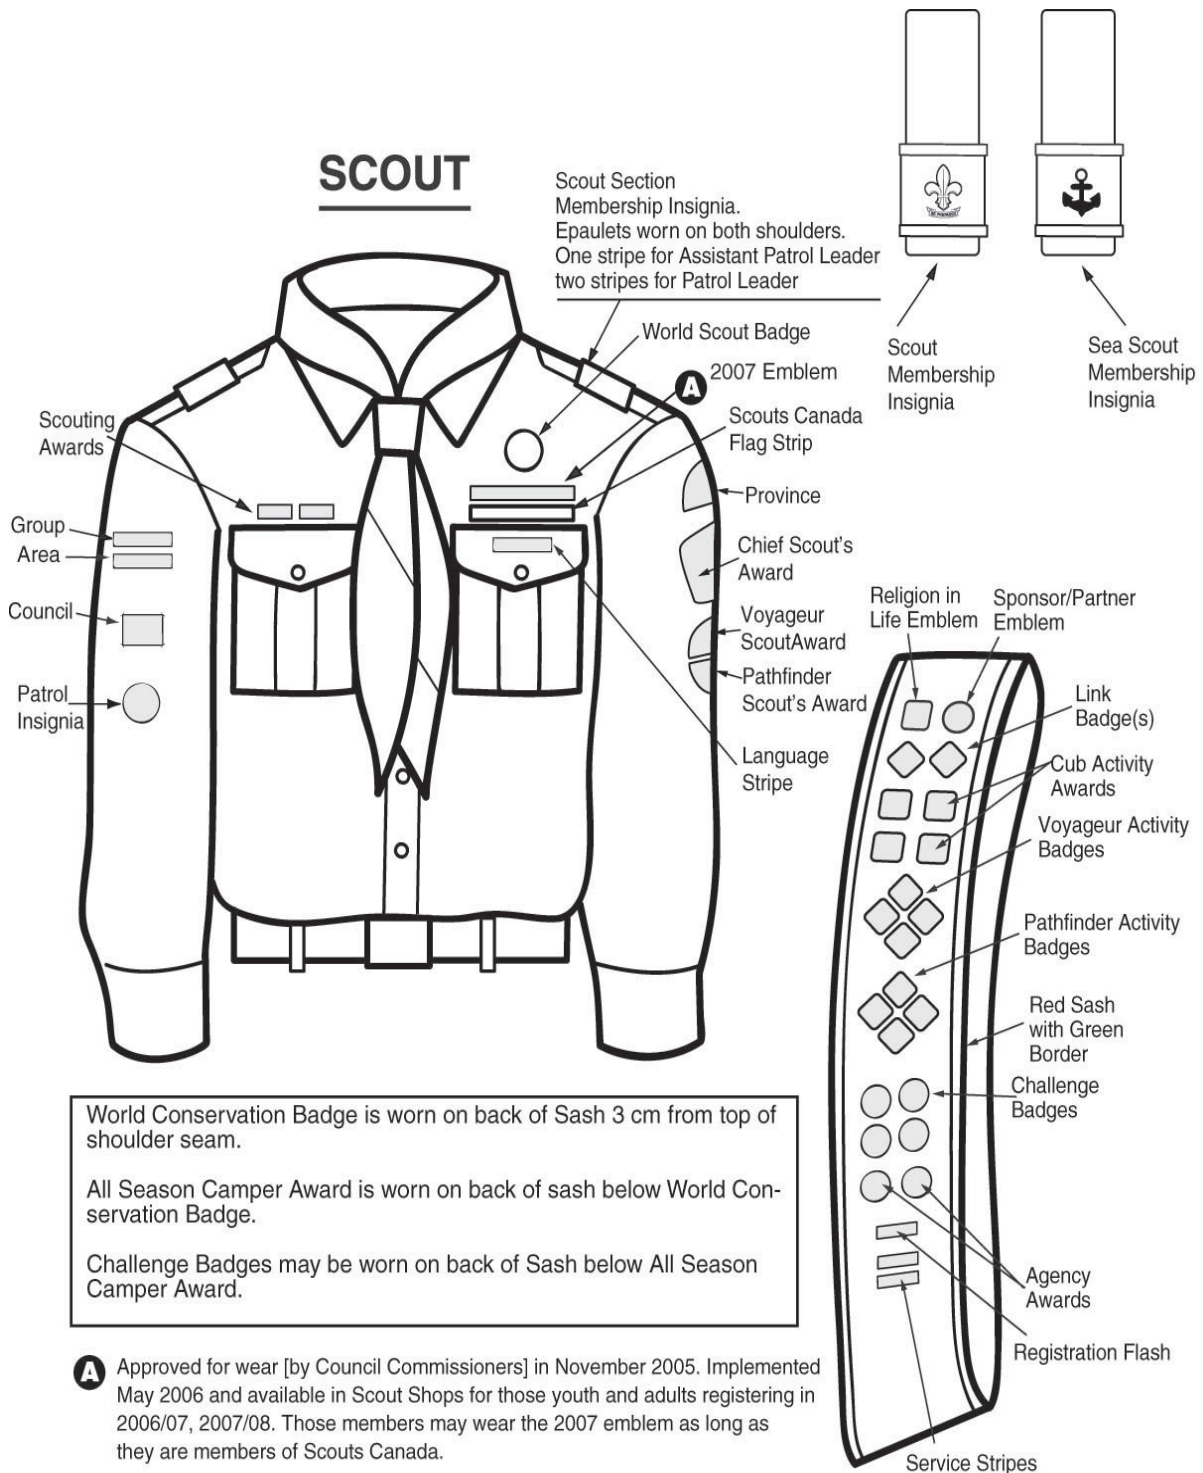 SCOUT
Scout Section
Membership Insignia.
Epaulets worn on both shoulders.
One stripe for Assistant Patrol Leader
two stripes for Patrol Leader
Scout
Membership
Insignia
Sea Scout
Membership
Insignia
World Scout Badge
A
2007 Emblem
Scouts Canada
Flag Strip
Scouting
Awards
Group
Area
Council
Patrol
Insignia
Province
Chief Scout's
Award
Voyageur
ScoutAward
Pathfinder
Scout's Award
Language
Stripe
Religion in
Life Emblem
Sponsor/Partner
Emblem
Link
Badge(s)
Cub Activity
Awards
Voyageur Activity
Badges
Pathfinder Activity
Badges
Red Sash
with Green
Border
Challenge
Badges
Agency
Awards
Registration Flash
Service Stripes
World Conservation Badge is worn on back of Sash 3 cm from top of
shoulder seam.
All Season Camper Award is worn on back of sash below World Con-
servation Badge.
Challenge Badges may be worn on back of Sash below All Season
Camper Award.
A Approved for wear [by Council Commissioners] in November 2005. Implemented
May 2006 and available in Scout Shops for those youth and adults registering in
2006/07, 2007/08. Those members may wear the 2007 emblem as long as
they are members of Scouts Canada.